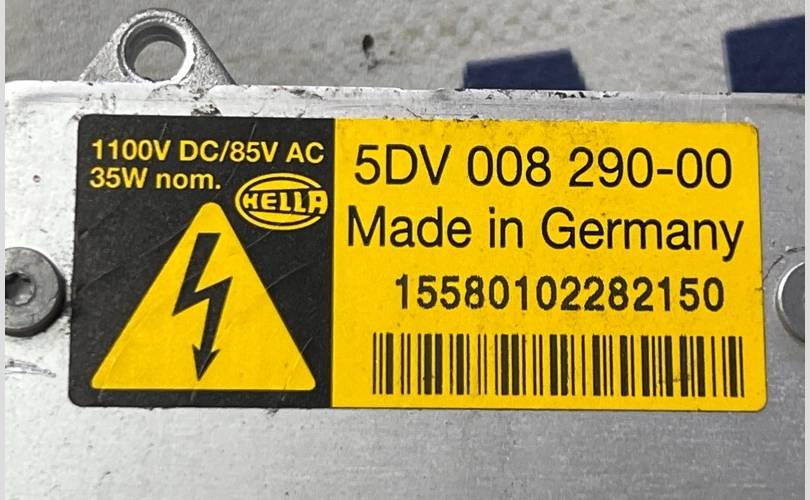 1100V DC/85V AC
35W nom.
HELLA
5DV 008 290-00
Made in Germany
15580102282150